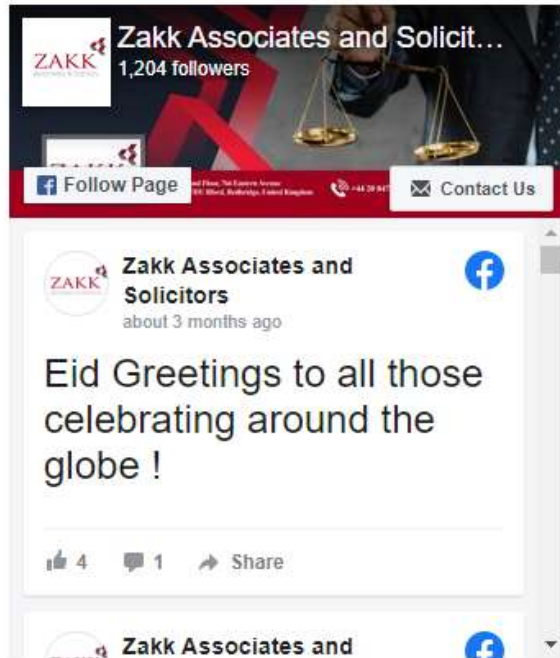 ZAKK
Zakk Associates and Solicit...
1,204 followers
Follow Page
Contact Us
ZAKK
Zakk Associates and
Solicitors
about 3 months ago
Eid Greetings to all those
celebrating around the
globe !
4
1
Share
Zakk Associates and